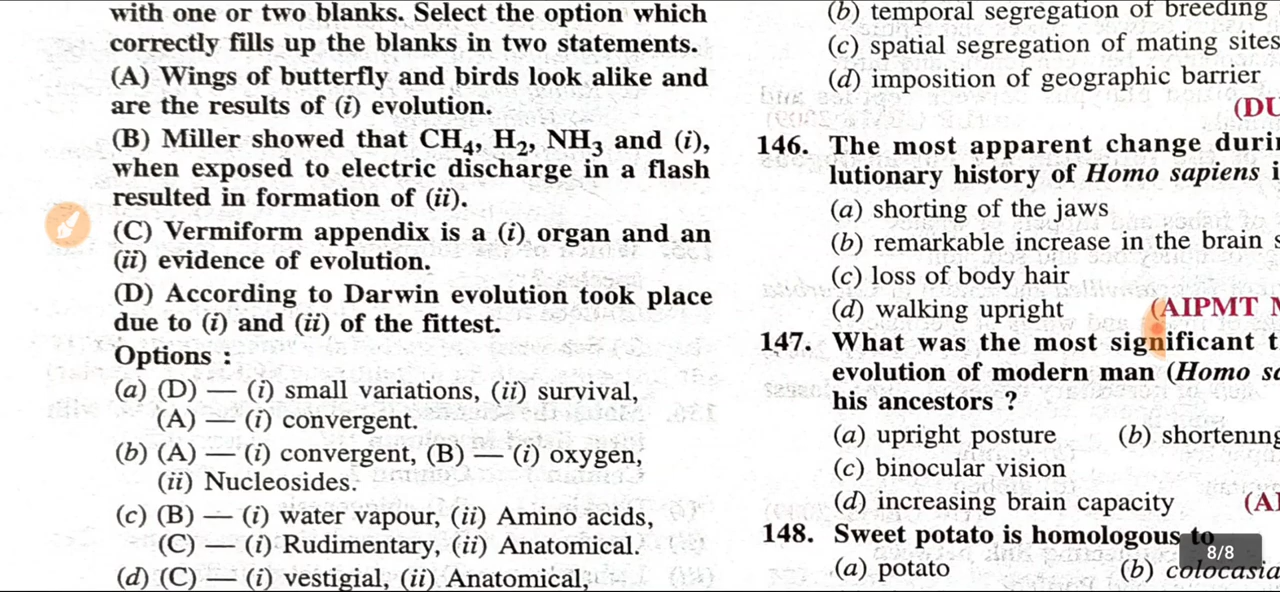 with one or two blanks. Select the option which
correctly fills up the blanks in two statements.
(A) Wings of butterfly and birds look alike and
are the results of (i) evolution.
(B) Miller showed that CH₄, H₂, NH₃ and (i),
when exposed to electric discharge in a flash
resulted in formation of (ii).
(C) Vermiform appendix is a (i) organ and an
(ii) evidence of evolution.
(D) According to Darwin evolution took place
due to (i) and (ii) of the fittest.
Options :
(a) (D) — (i) small variations, (ii) survival,
(A) — (i) convergent.
(b) (A) — (i) convergent, (B) — (i) oxygen,
(ii) Nucleosides.
(c) (B) — (i) water vapour, (ii) Amino acids,
(C) — (i) Rudimentary, (ii) Anatomical.
(d) (C) — (i) vestigial, (ii) Anatomical,
(b) temporal segregation of breeding
(c) spatial segregation of mating sites
(d) imposition of geographic barrier
(DU
146. The most apparent change duri
lutionary history of Homo sapiens i
(a) shorting of the jaws
(b) remarkable increase in the brain s
(c) loss of body hair
(d) walking upright (AIPMT M
147. What was the most significant t
evolution of modern man (Homo sa
his ancestors ?
(a) upright posture (b) shortening
(c) binocular vision
(d) increasing brain capacity (AI
148. Sweet potato is homologous to
(a) potato (b) colocasia
8/8